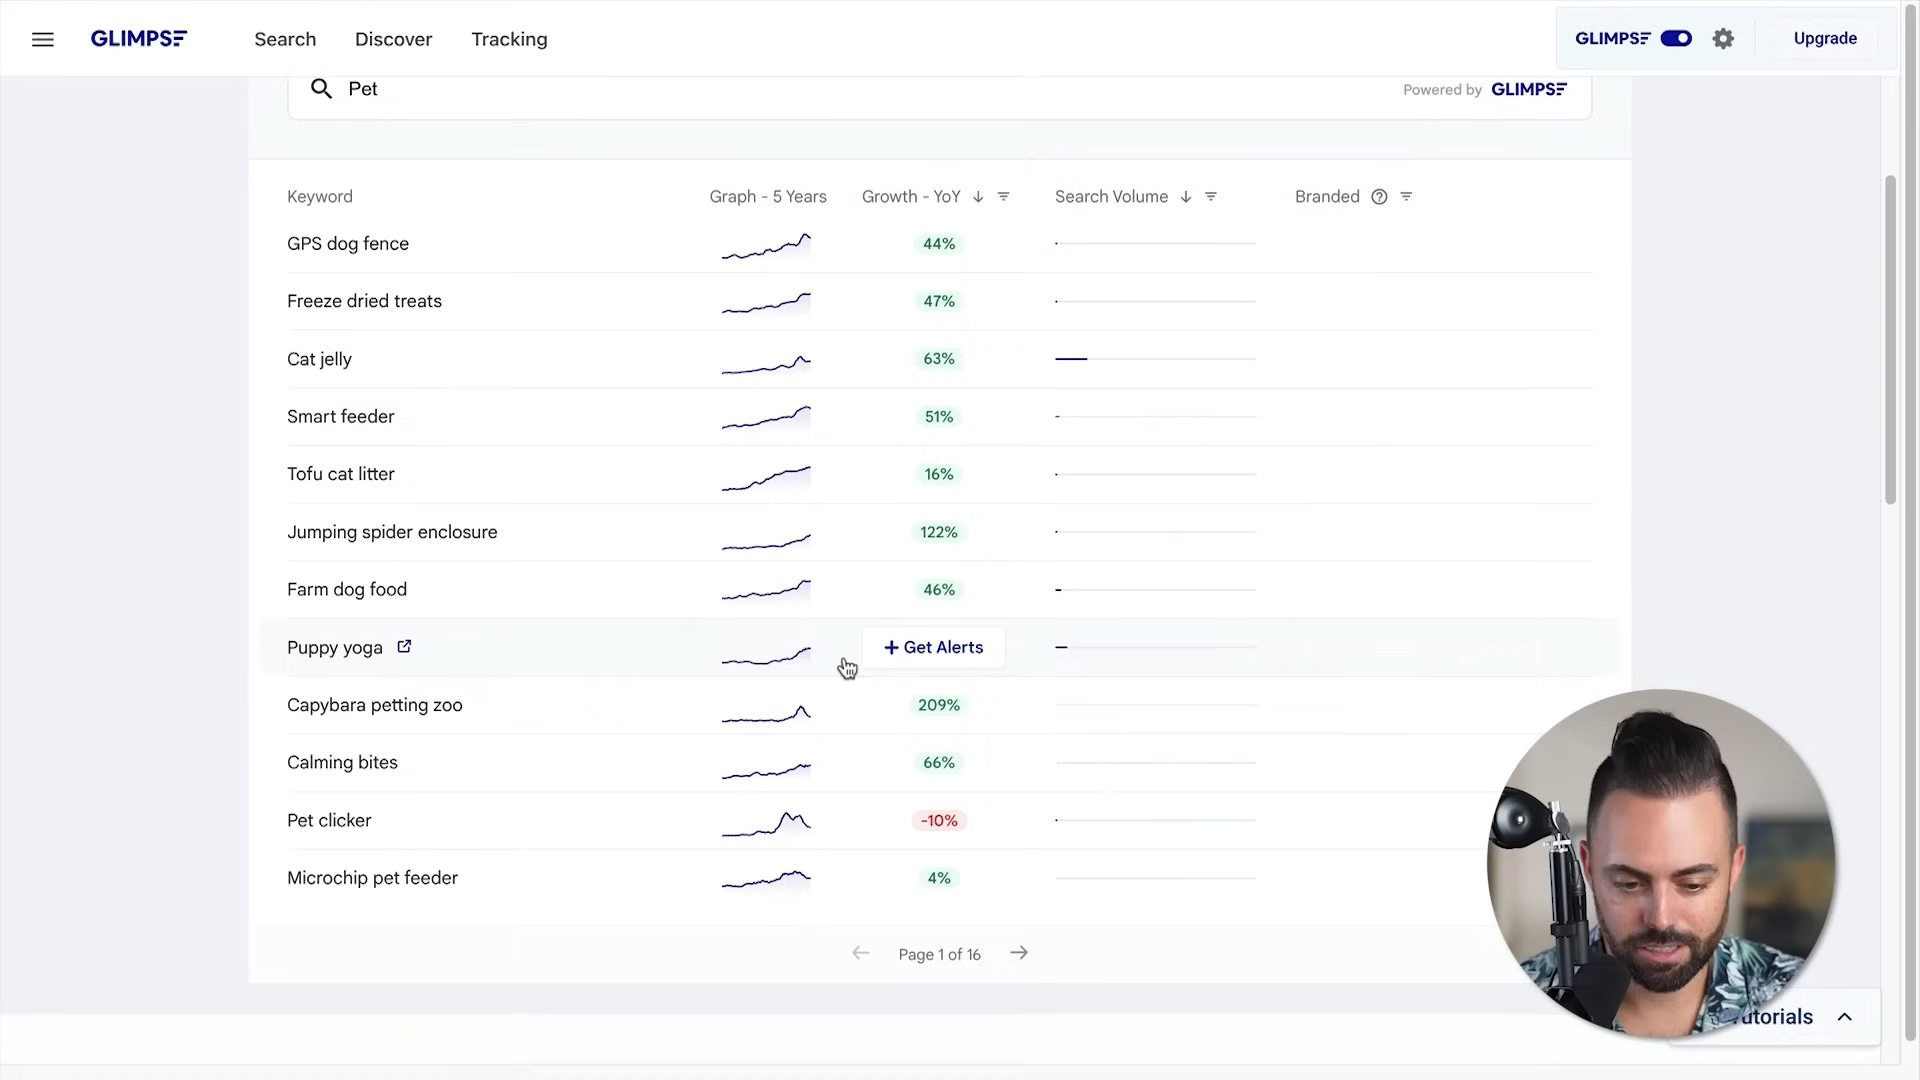 GLIMPSE Search Discover Tracking GLIMPSE Upgrade
Pet Powered by GLIMPSE
Keyword Graph - 5 Years Growth - YoY Search Volume Branded
GPS dog fence 44%
Freeze dried treats 47%
Cat jelly 63%
Smart feeder 51%
Tofu cat litter 16%
Jumping spider enclosure 122%
Farm dog food 46%
Puppy yoga + Get Alerts
Capybara petting zoo 209%
Calming bites 66%
Pet clicker -10%
Microchip pet feeder 4%
Page 1 of 16
utorials